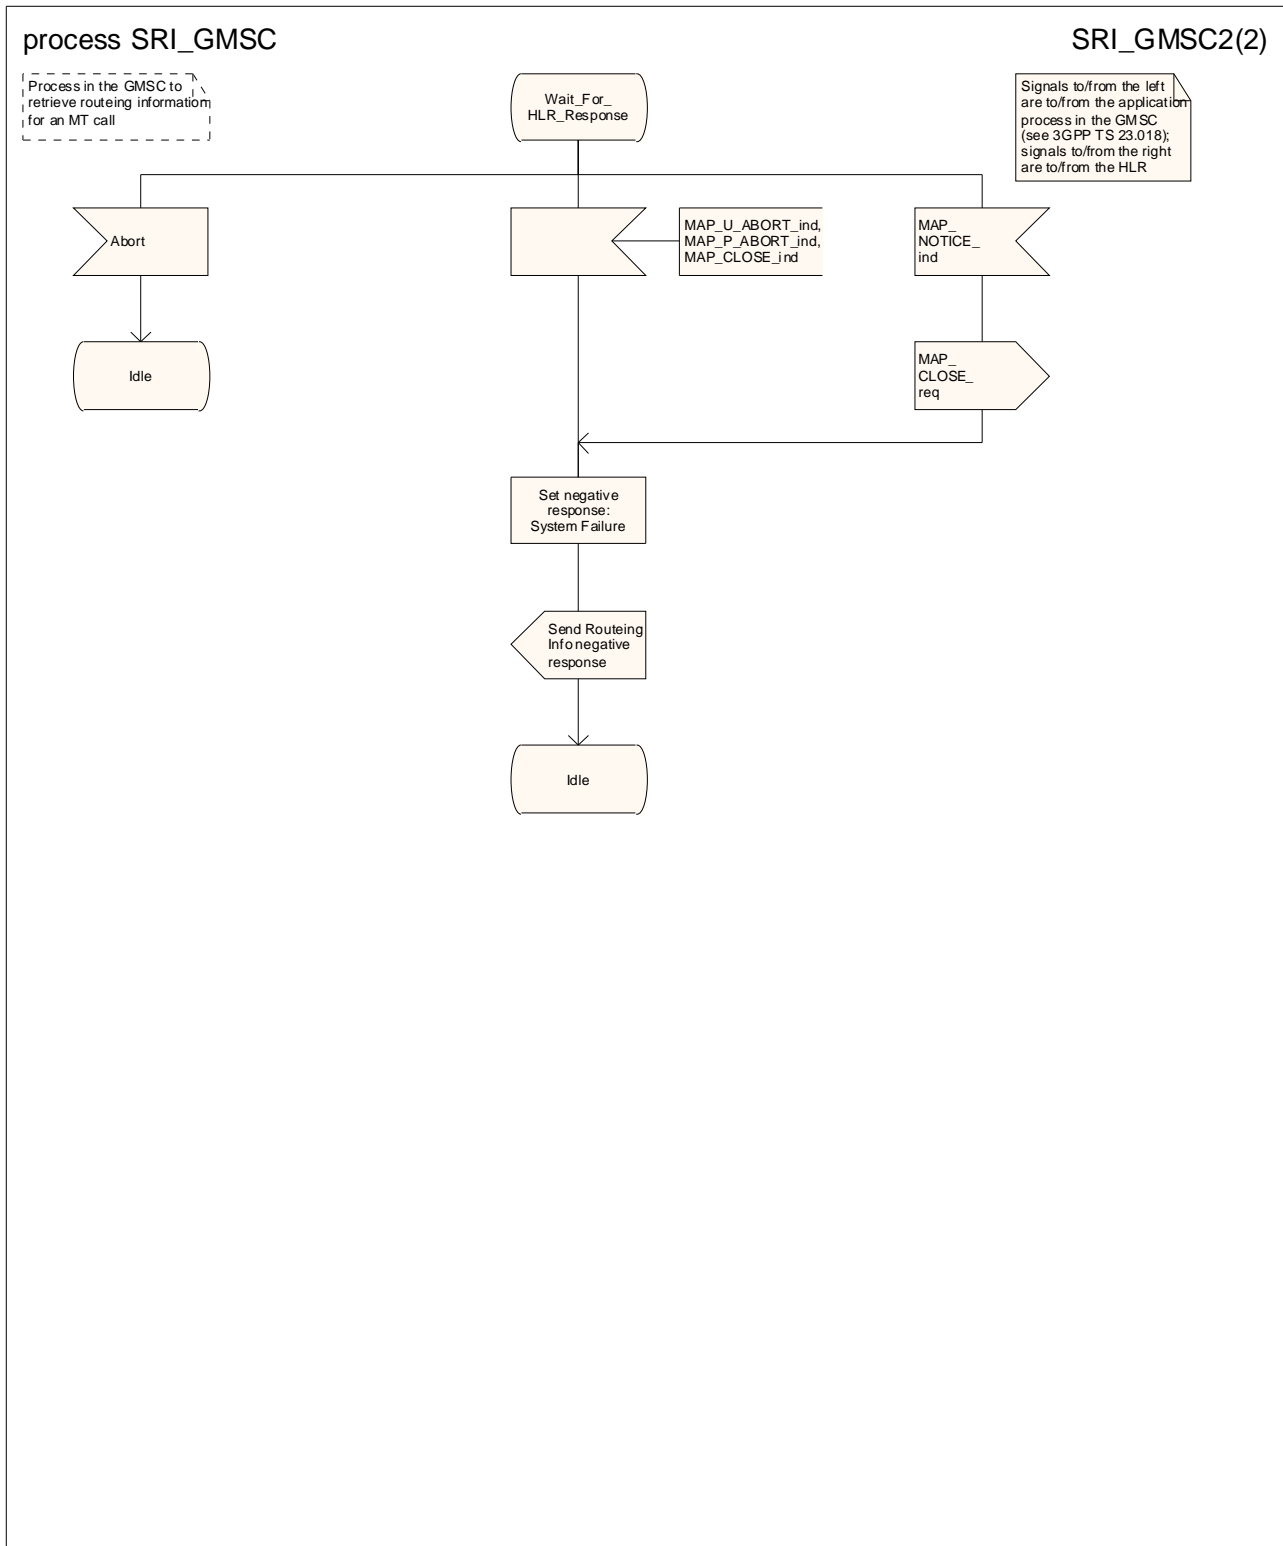 process SRI_GMSC
SRI_GMSC2(2)
Process in the GMSC to
retrieve routeing information
for an MT call
Wait_For_
HLR_Response
Signals to/from the left
are to/from the application
process in the GMSC
(see 3GPP TS 23.018);
signals to/from the right
are to/from the HLR
Abort
MAP_U_ABORT_ind,
MAP_P_ABORT_ind,
MAP_CLOSE_ind
MAP_
NOTICE_
ind
Idle
MAP_
CLOSE_
req
Set negative
response:
System Failure
Send Routeing
Info negative
response
Idle